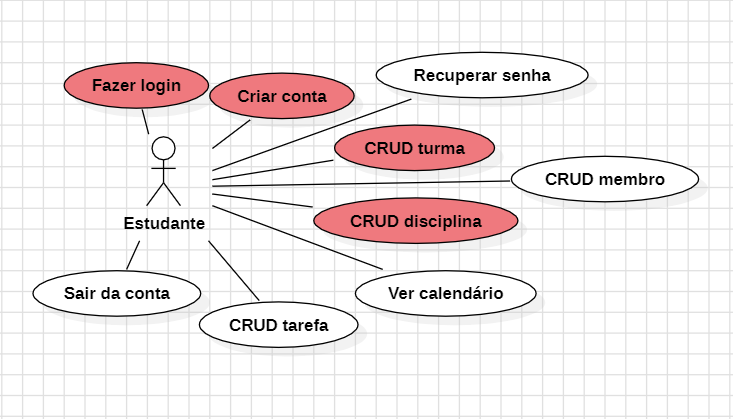 Recuperar senha
Fazer login
Criar conta
CRUD turma
CRUD membro
CRUD disciplina
Estudante
Sair da conta
Ver calendário
CRUD tarefa